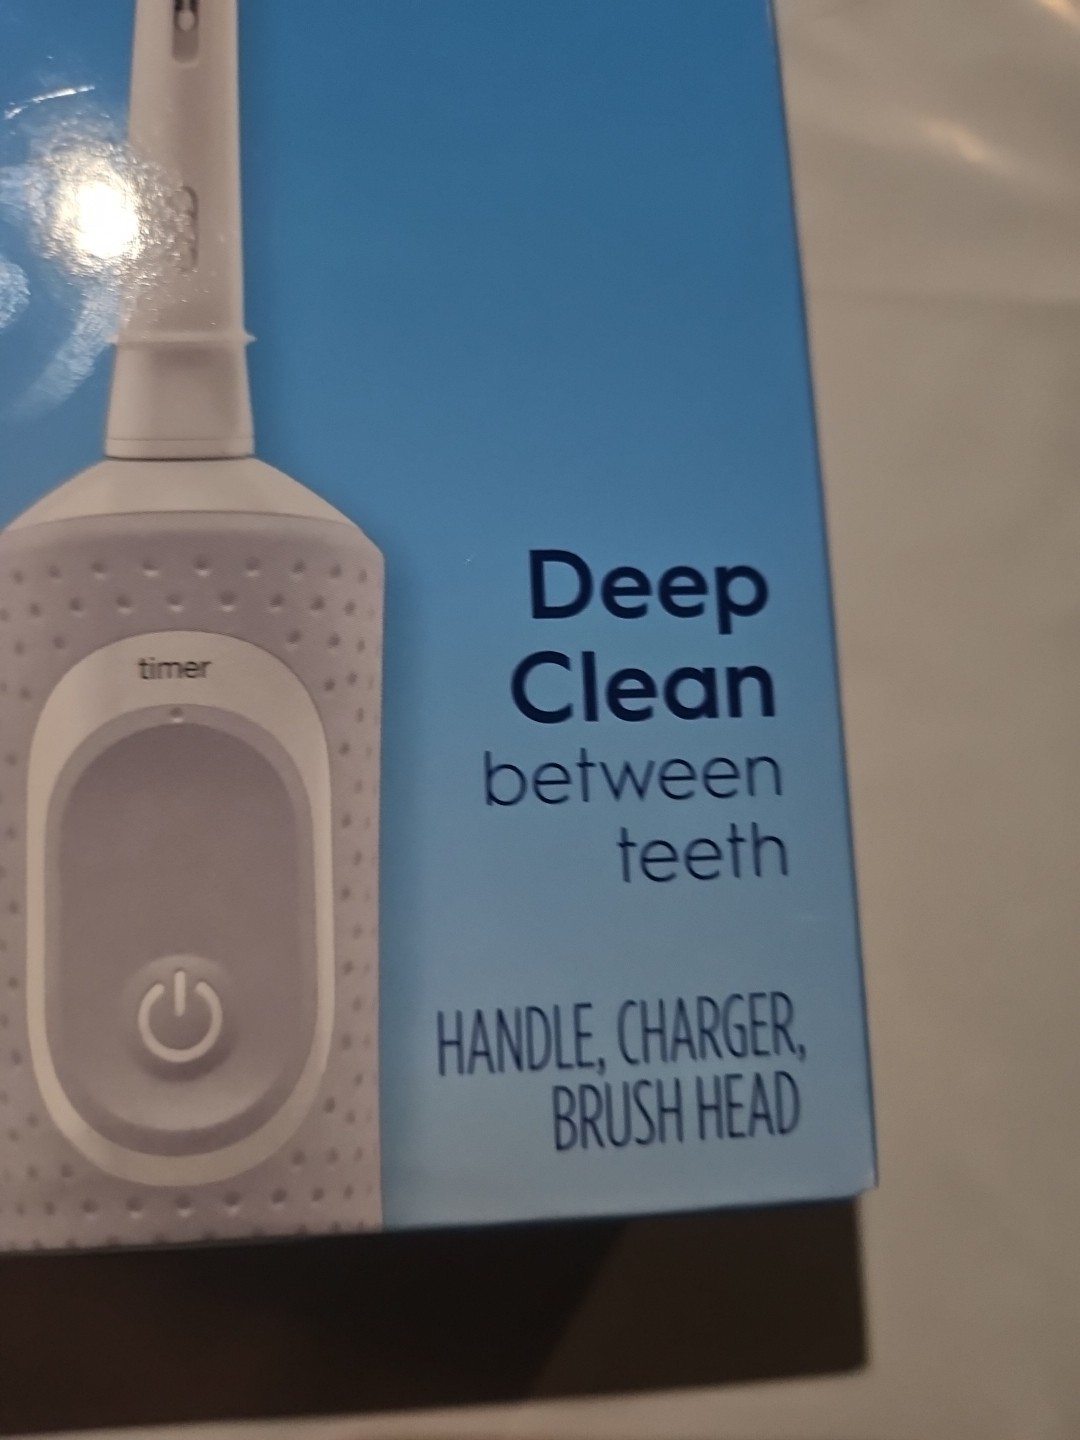 timer
Deep
Clean
between
teeth
HANDLE, CHARGER,
BRUSH HEAD